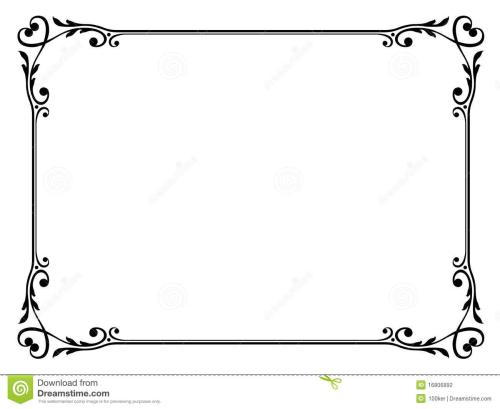 Download from
Dreamstime.com
This watermarked comp image is for previewing purposes only.
16806892
100ker | Dreamstime.com